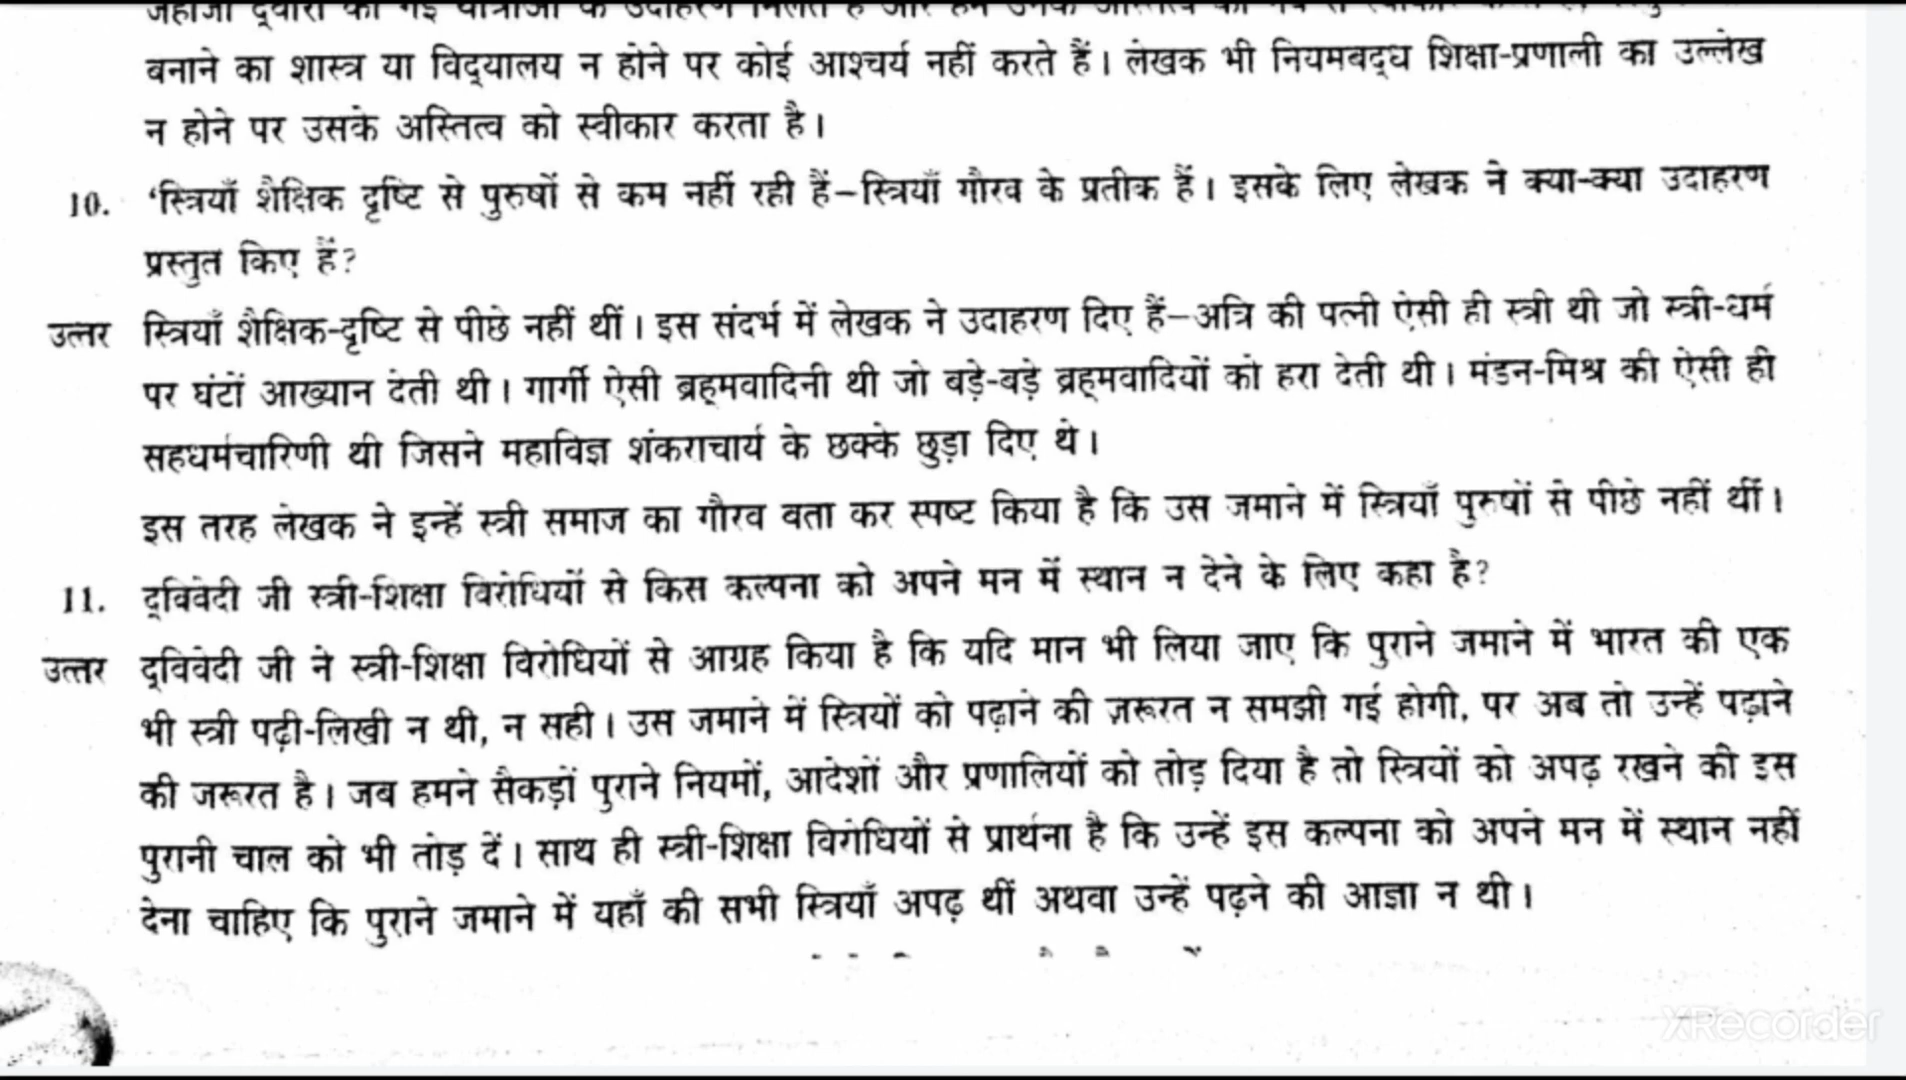 बनाने का शास्त्र या विद्यालय न होने पर कोई आश्चर्य नहीं करते हैं। लेखक भी नियमबद्ध शिक्षा-प्रणाली का उल्लेख
न होने पर उसके अस्तित्व को स्वीकार करता है।
10. 'स्त्रियाँ शैक्षिक दृष्टि से पुरुषों से कम नहीं रही हैं–स्त्रियाँ गौरव के प्रतीक हैं। इसके लिए लेखक ने क्या-क्या उदाहरण
प्रस्तुत किए हैं?
उत्तर स्त्रियाँ शैक्षिक-दृष्टि से पीछे नहीं थीं। इस संदर्भ में लेखक ने उदाहरण दिए हैं–अत्रि की पत्नी ऐसी ही स्त्री थी जो स्त्री-धर्म
पर घंटों आख्यान देती थी। गार्गी ऐसी ब्रह्मवादिनी थी जो बड़े-बड़े ब्रह्मवादियों को हरा देती थी। मंडन-मिश्र की ऐसी ही
सहधर्मचारिणी थी जिसने महाविज्ञ शंकराचार्य के छक्के छुड़ा दिए थे।
इस तरह लेखक ने इन्हें स्त्री समाज का गौरव बता कर स्पष्ट किया है कि उस जमाने में स्त्रियाँ पुरुषों से पीछे नहीं थीं।
11. द्विवेदी जी स्त्री-शिक्षा विरोधियों से किस कल्पना को अपने मन में स्थान न देने के लिए कहा है?
उत्तर द्विवेदी जी ने स्त्री-शिक्षा विरोधियों से आग्रह किया है कि यदि मान भी लिया जाए कि पुराने जमाने में भारत की एक
भी स्त्री पढ़ी-लिखी न थी, न सही। उस जमाने में स्त्रियों को पढ़ाने की ज़रूरत न समझी गई होगी, पर अब तो उन्हें पढ़ाने
की जरूरत है। जब हमने सैकड़ों पुराने नियमों, आदेशों और प्रणालियों को तोड़ दिया है तो स्त्रियों को अपढ़ रखने की इस
पुरानी चाल को भी तोड़ दें। साथ ही स्त्री-शिक्षा विरोधियों से प्रार्थना है कि उन्हें इस कल्पना को अपने मन में स्थान नहीं
देना चाहिए कि पुराने जमाने में यहाँ की सभी स्त्रियाँ अपढ़ थीं अथवा उन्हें पढ़ने की आज्ञा न थी।
XRecorder